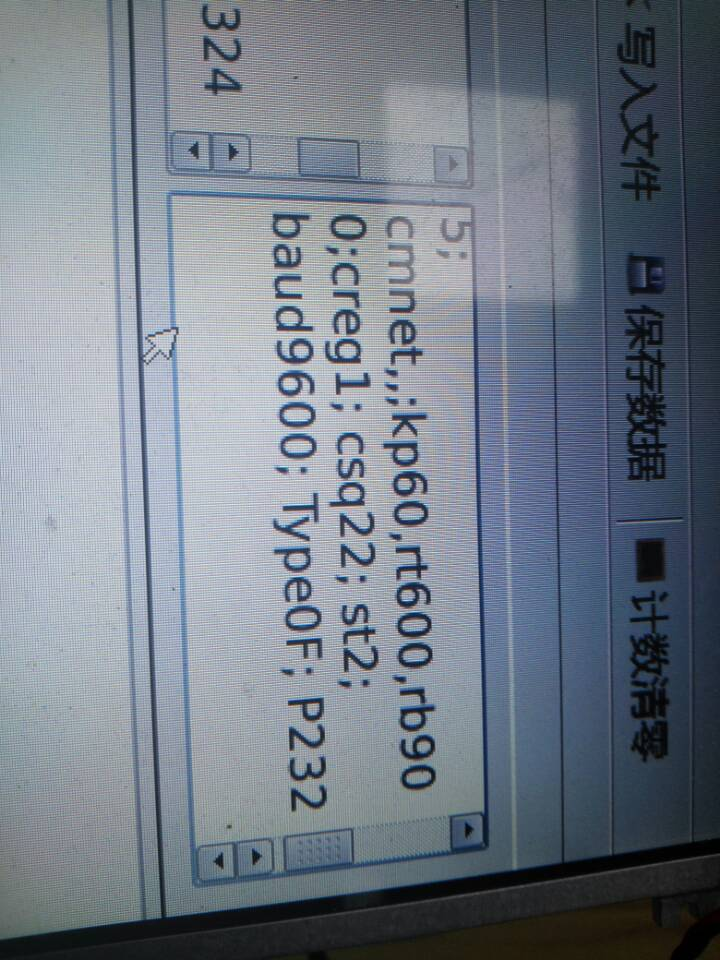 写入文件 保存数据 计数清零
324
5;
cmnet,,;kp60,rt600,rb90
0;creg1; csq22; st2;
baud9600; Type0F; P232